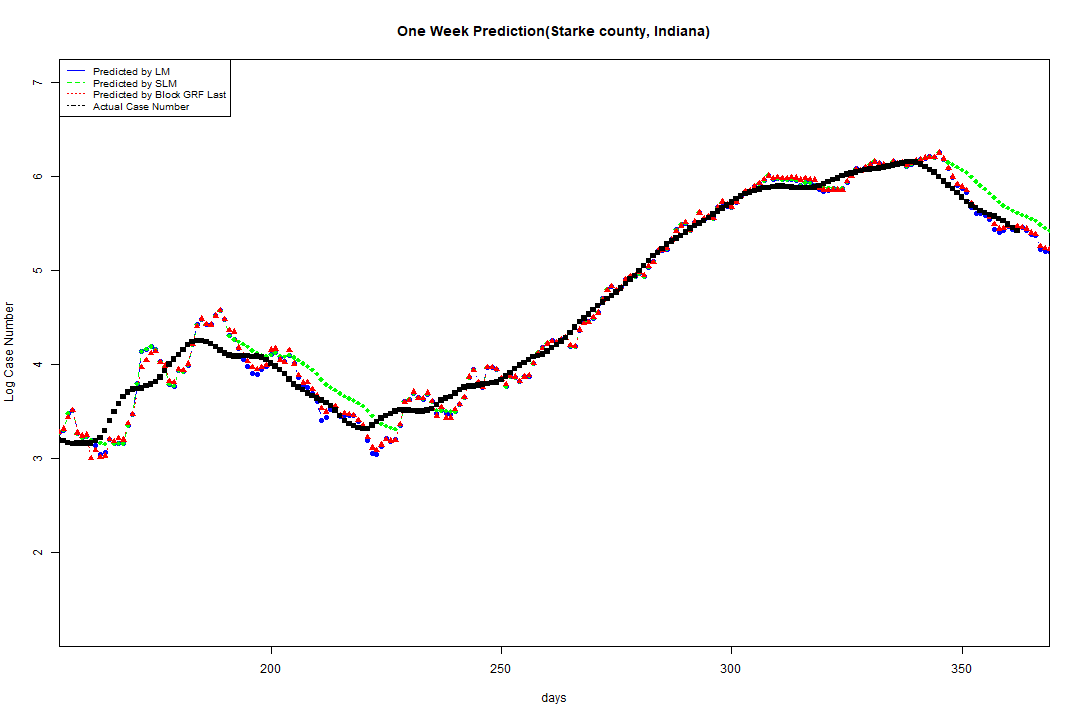 One Week Prediction(Starke county, Indiana)
Predicted by LM
Predicted by SLM
Predicted by Block GRF Last
Actual Case Number
7
6
5
4
3
2
Log Case Number
200 250 300 350
days